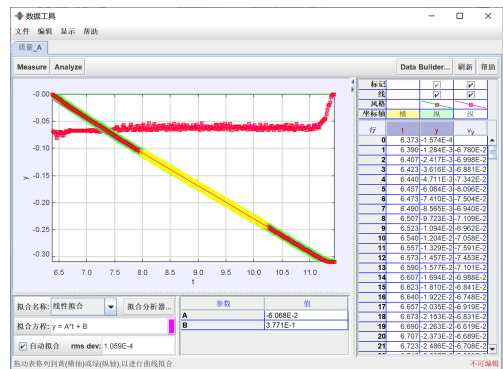 数据工具
文件 编辑 显示 帮助
质量_A
Measure Analyze Data Builder... 刷新 帮助
-0.00
-0.05
-0.10
-0.15
y
-0.20
-0.25
-0.30
6.5 7.0 7.5 8.0 8.5 9.0 9.5 10.0 10.5 11.0
t
标记
线
风格
坐标轴 横 纵 纵
行 t y vy
0 6.373 -1.574E-4
1 6.390 -1.284E-3 -6.780E-2
2 6.407 -2.417E-3 -6.998E-2
3 6.423 -3.616E-3 -6.881E-2
4 6.440 -4.711E-3 -7.342E-2
5 6.457 -6.064E-3 -8.096E-2
6 6.473 -7.410E-3 -7.504E-2
7 6.490 -8.565E-3 -6.940E-2
8 6.507 -9.723E-3 -7.109E-2
9 6.523 -1.094E-2 -6.962E-2
10 6.540 -1.204E-2 -7.058E-2
11 6.557 -1.329E-2 -7.591E-2
12 6.573 -1.457E-2 -7.453E-2
13 6.590 -1.577E-2 -7.101E-2
14 6.607 -1.694E-2 -6.988E-2
15 6.623 -1.810E-2 -6.841E-2
16 6.640 -1.922E-2 -6.748E-2
17 6.657 -2.035E-2 -6.919E-2
18 6.673 -2.153E-2 -6.831E-2
19 6.690 -2.263E-2 -6.619E-2
20 6.707 -2.373E-2 -6.689E-2
21 6.723 -2.486E-2 -6.708E-2
拟合名称: 线性拟合 拟合分析器...
拟合方程: y = A*t + B
自动拟合 rms dev: 1.059E-4
参数 值
A -6.068E-2
B 3.771E-1
拖动表格列到黄(横轴)或绿(纵轴),以进行曲线拟合. 不可编辑